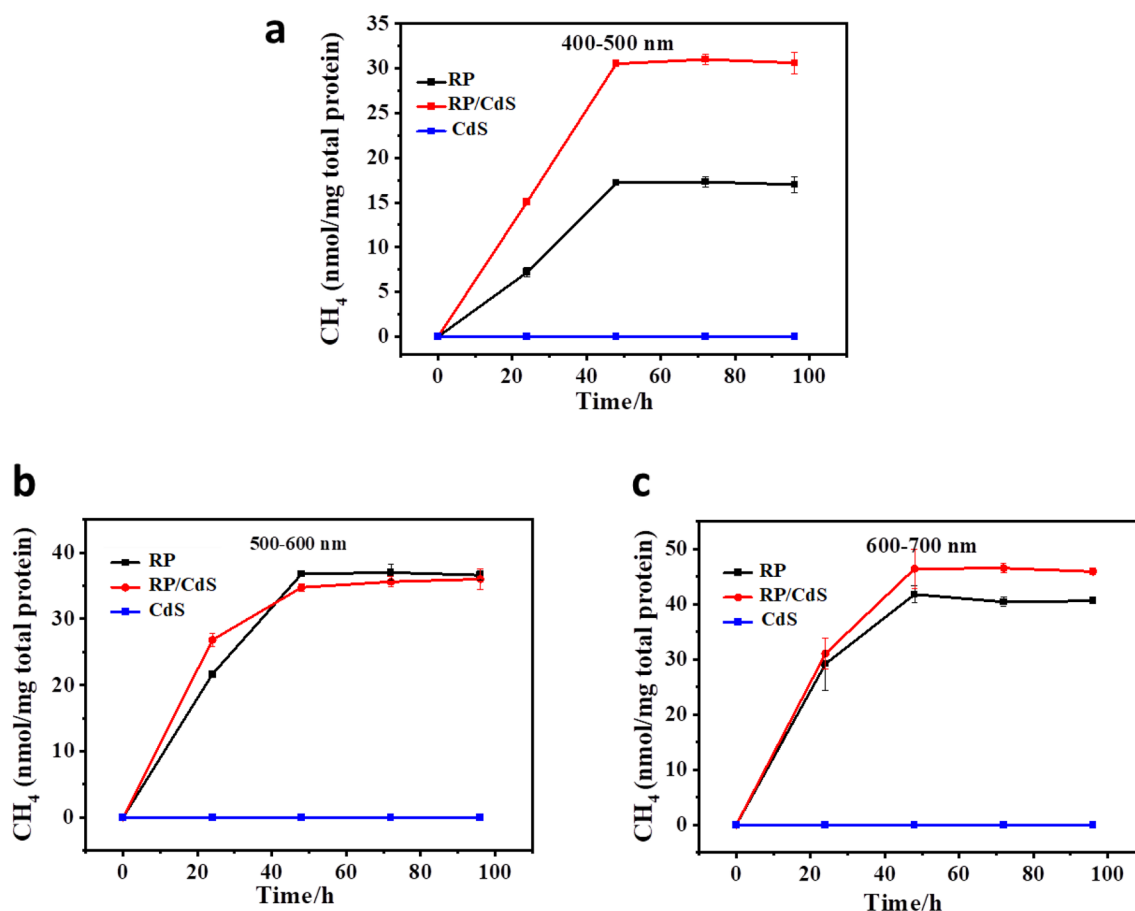 a
400-500 nm
RP
RP/CdS
CdS
CH4 (nmol/mg total protein)
35
30
25
20
15
10
5
0
0 20 40 60 80 100
Time/h
b
500-600 nm
RP
RP/CdS
CdS
CH4 (nmol/mg total protein)
40
30
20
10
0
0 20 40 60 80 100
Time/h
c
600-700 nm
RP
RP/CdS
CdS
CH4 (nmol/mg total protein)
50
40
30
20
10
0
0 20 40 60 80 100
Time/h